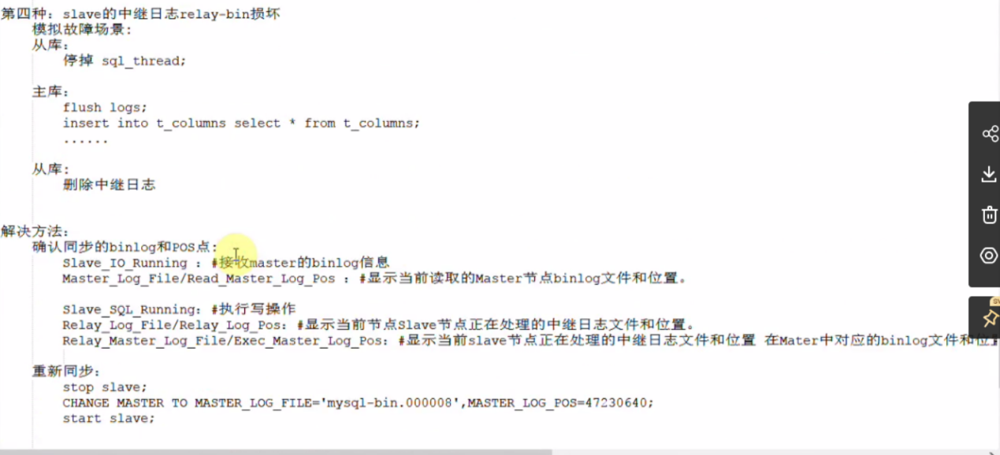 第四种：slave的中继日志relay-bin损坏
模拟故障场景：
从库：
停掉 sql_thread;
主库：
flush logs;
insert into t_columns select * from t_columns;
......
从库：
删除中继日志
解决方法：
确认同步的binlog和POS点：
Slave_IO_Running : #接收master的binlog信息
Master_Log_File/Read_Master_Log_Pos : #显示当前读取的Master节点binlog文件和位置。
Slave_SQL_Running: #执行写操作
Relay_Log_File/Relay_Log_Pos: #显示当前节点Slave节点正在处理的中继日志文件和位置。
Relay_Master_Log_File/Exec_Master_Log_Pos: #显示当前slave节点正在处理的中继日志文件和位置 在Mater中对应的binlog文件和位
重新同步：
stop slave;
CHANGE MASTER TO MASTER_LOG_FILE='mysql-bin.000008',MASTER_LOG_POS=47230640;
start slave;